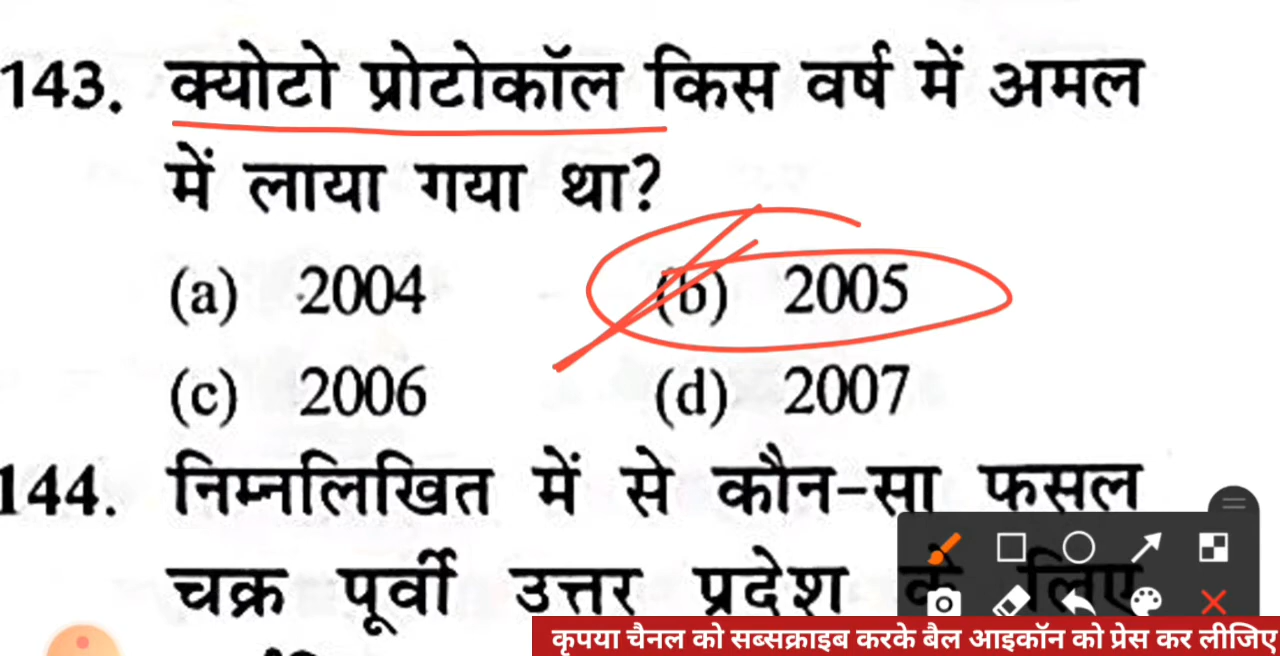 143. क्योटो प्रोटोकॉल किस वर्ष में अमल
में लाया गया था?
(a) 2004 (b) 2005
(c) 2006 (d) 2007
144. निम्नलिखित में से कौन-सा फसल
चक्र पूर्वी उत्तर प्रदेश के लिए
कृपया चैनल को सब्सक्राइब करके बैल आइकॉन को प्रेस कर लीजिए